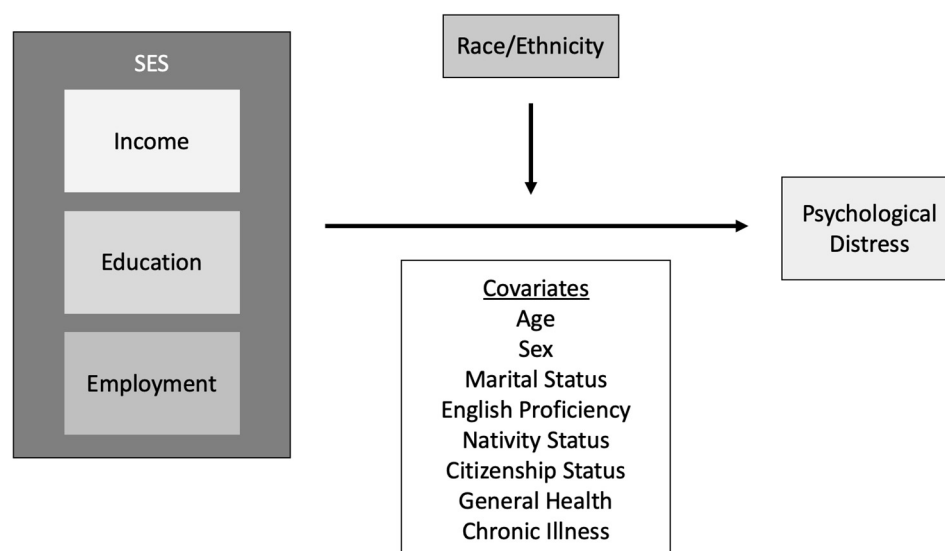 SES
Income
Education
Employment
Race/Ethnicity
Psychological
Distress
Covariates
Age
Sex
Marital Status
English Proficiency
Nativity Status
Citizenship Status
General Health
Chronic Illness